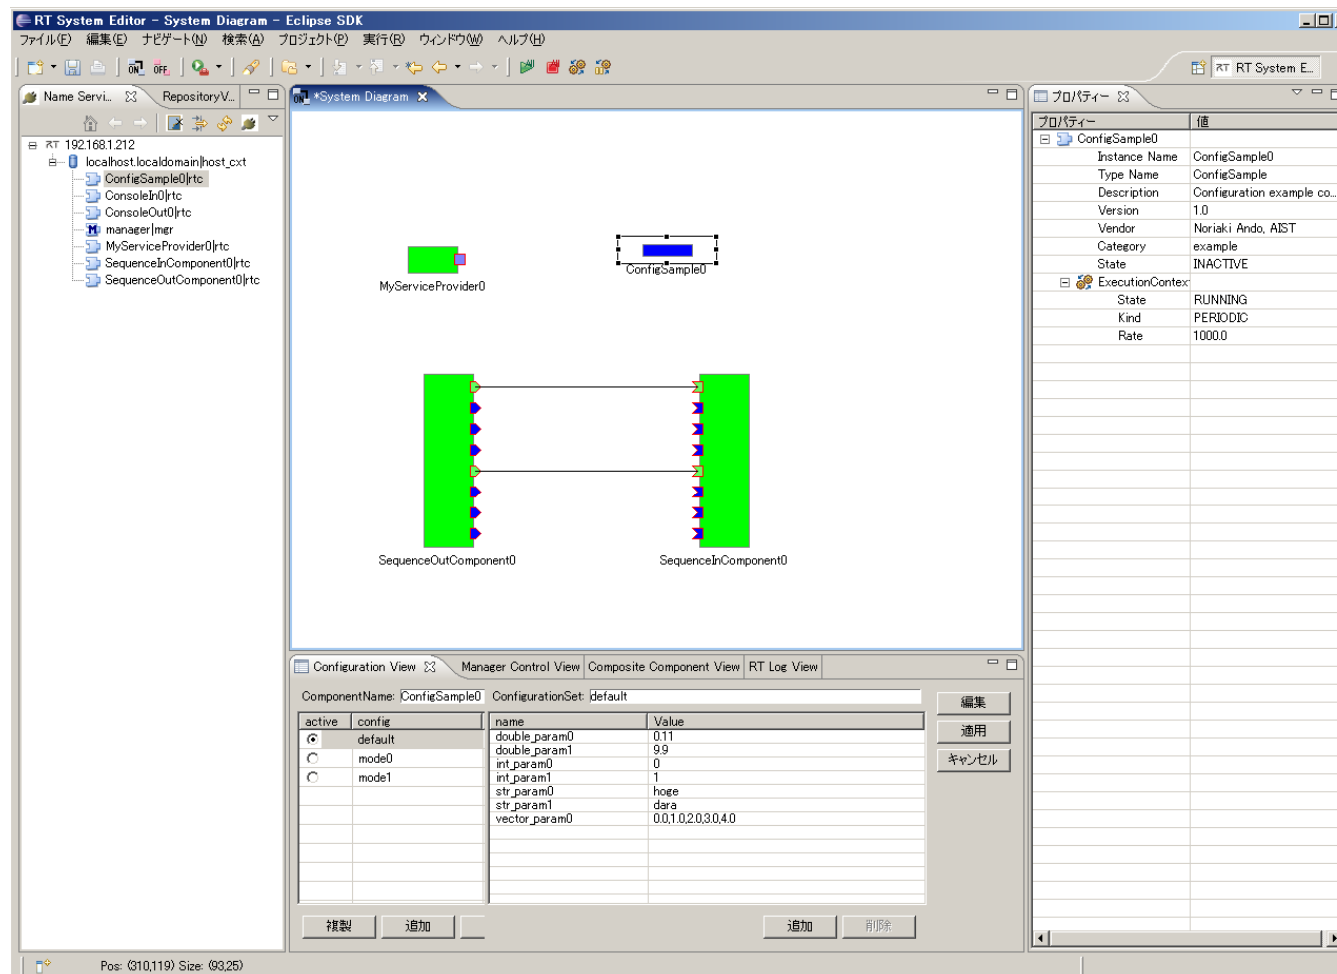 RT System Editor - System Diagram - Eclipse SDK
ファイル(F) 編集(E) ナビゲート(N) 検索(A) プロジェクト(P) 実行(R) ウィンドウ(W) ヘルプ(H)
ON OFF
RT RT System E...
Name Servi... RepositoryV...
RT 192.168.1.212
localhost.localdomain|host_cxt
ConfigSample0|rtc
ConsoleIn0|rtc
ConsoleOut0|rtc
M manager|mgr
MyServiceProvider0|rtc
SequenceInComponent0|rtc
SequenceOutComponent0|rtc
ON *System Diagram
MyServiceProvider0
ConfigSample0
SequenceOutComponent0
SequenceInComponent0
プロパティー
プロパティー 値
ConfigSample0
Instance Name ConfigSample0
Type Name ConfigSample
Description Configuration example co...
Version 1.0
Vendor Noriaki Ando, AIST
Category example
State INACTIVE
ExecutionContex
State RUNNING
Kind PERIODIC
Rate 1000.0
Configuration View Manager Control View Composite Component View RT Log View
ComponentName: ConfigSample0 ConfigurationSet: default
編集
適用
キャンセル
active config
default
mode0
mode1
name Value
double_param0 0.11
double_param1 9.9
int_param0 0
int_param1 1
str_param0 hoge
str_param1 dara
vector_param0 0.0,1.0,2.0,3.0,4.0
複製 追加 追加 削除
Pos: (310,119) Size: (93,25)